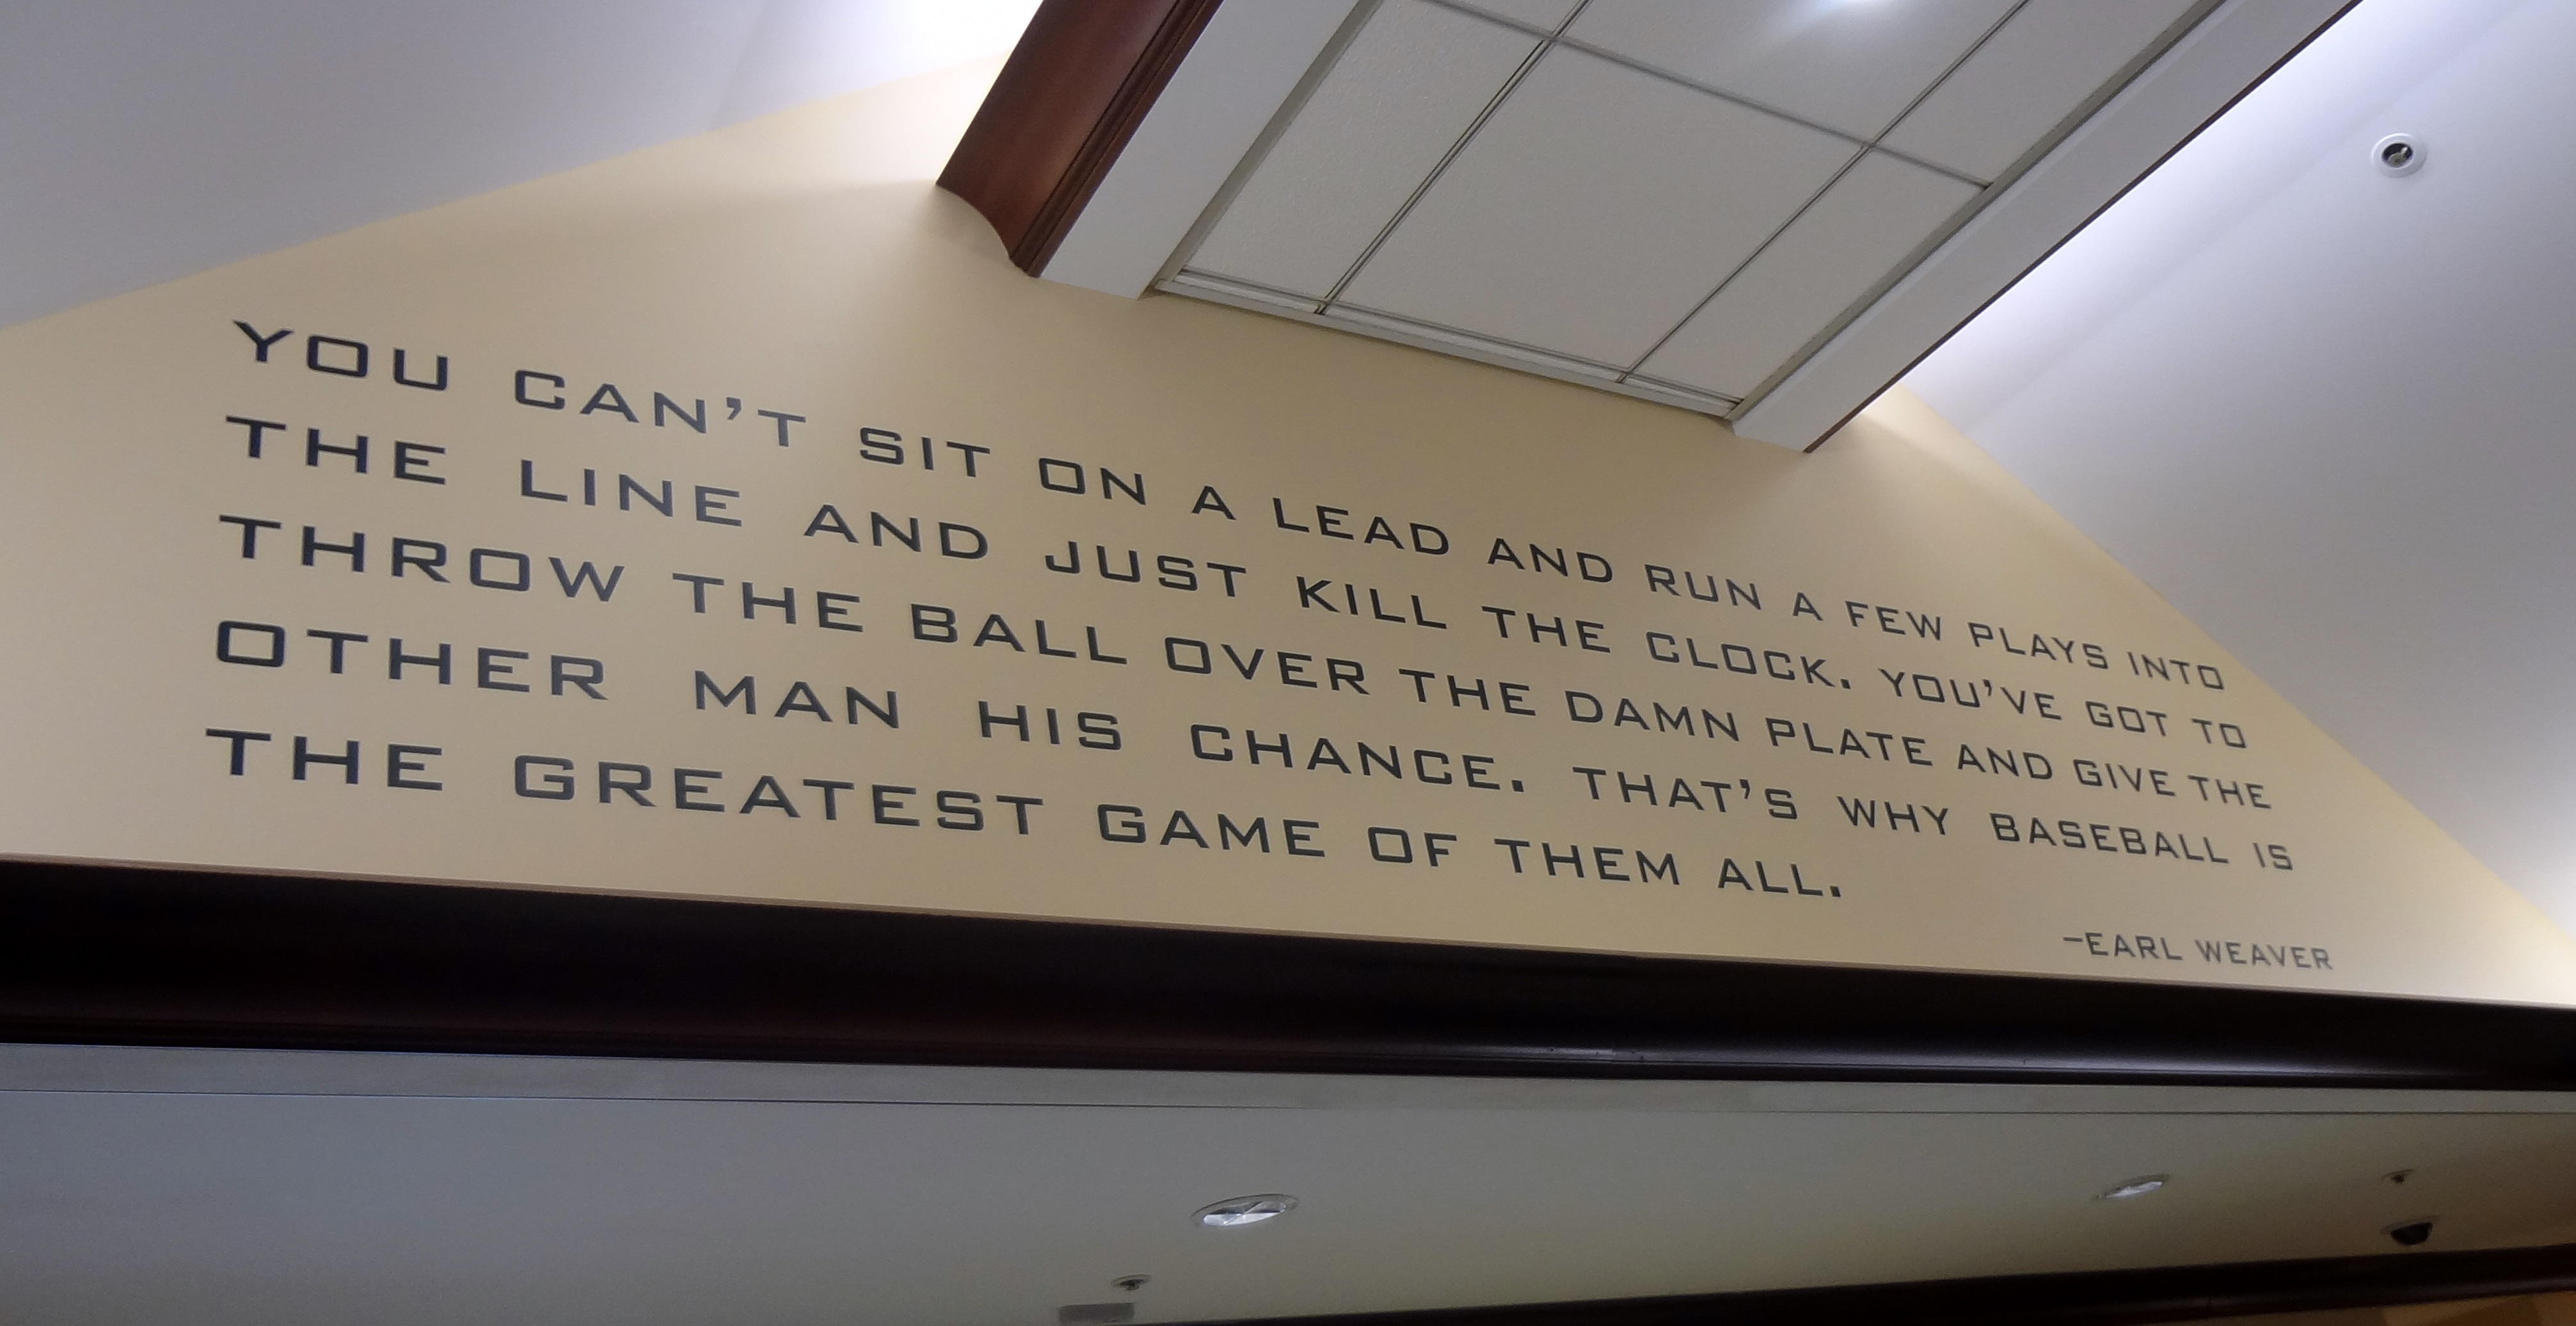 YOU CAN'T SIT ON A LEAD AND RUN A FEW PLAYS INTO
THE LINE AND JUST KILL THE CLOCK. YOU'VE GOT TO
THROW THE BALL OVER THE DAMN PLATE AND GIVE THE
OTHER MAN HIS CHANCE. THAT'S WHY BASEBALL IS
THE GREATEST GAME OF THEM ALL.
–EARL WEAVER